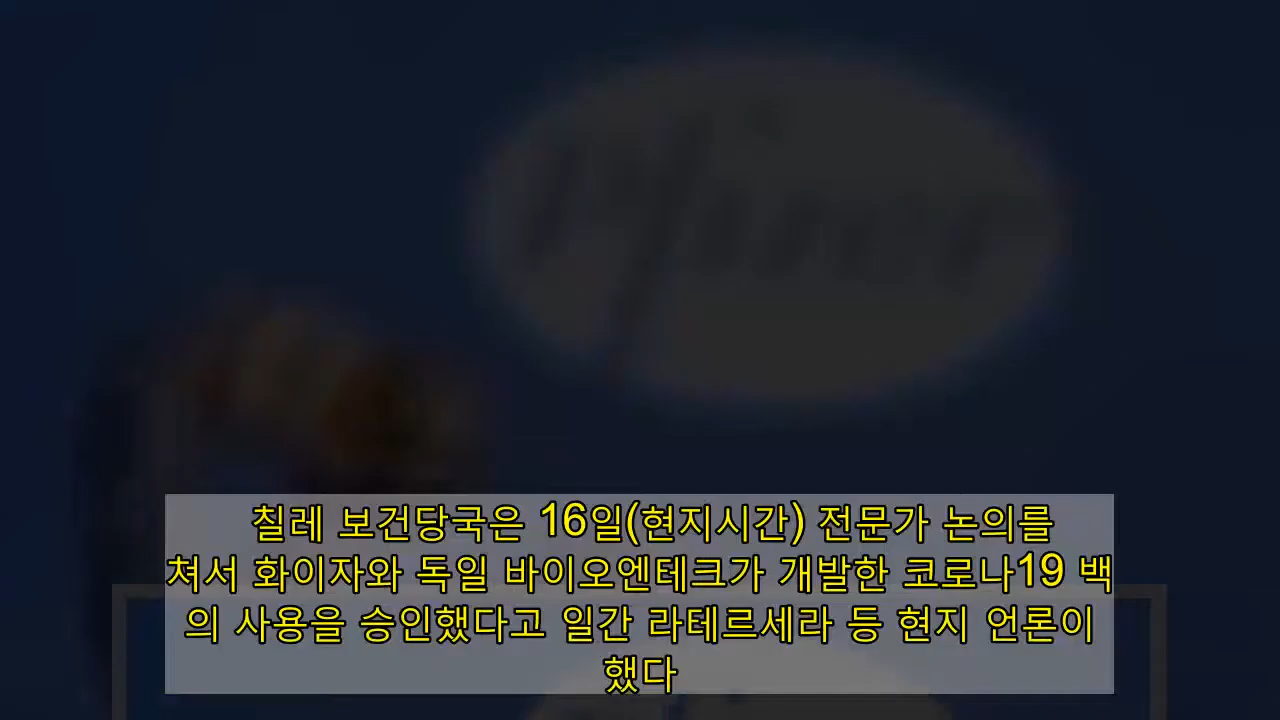 칠레 보건당국은 16일(현지시간) 전문가 논의를
쳐서 화이자와 독일 바이오엔테크가 개발한 코로나19 백
의 사용을 승인했다고 일간 라테르세라 등 현지 언론이
했다